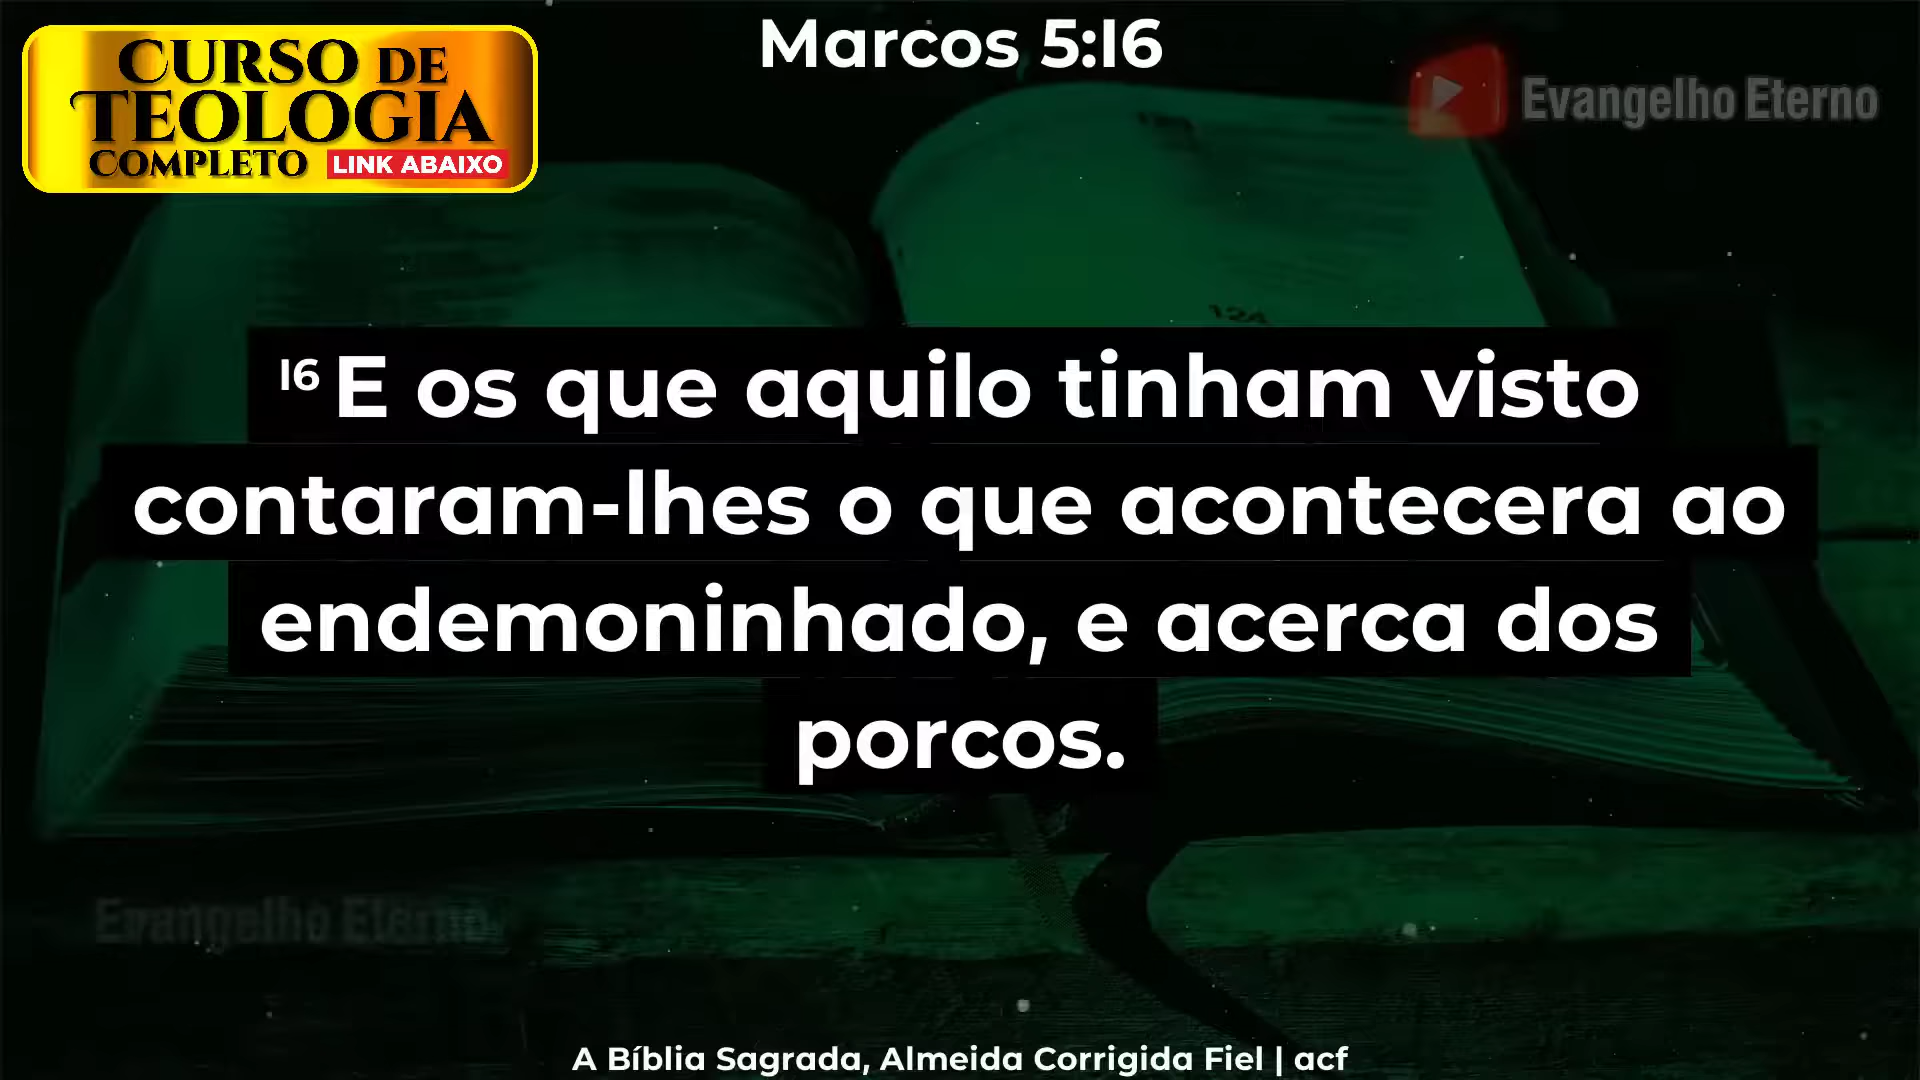 Marcos 5:16
CURSO DE
TEOLOGIA
COMPLETO LINK ABAIXO
Evangelho Eterno
124
16 E os que aquilo tinham visto
contaram-lhes o que acontecera ao
endemoninhado, e acerca dos
porcos.
Evangelho Eterno
A Bíblia Sagrada, Almeida Corrigida Fiel | acf